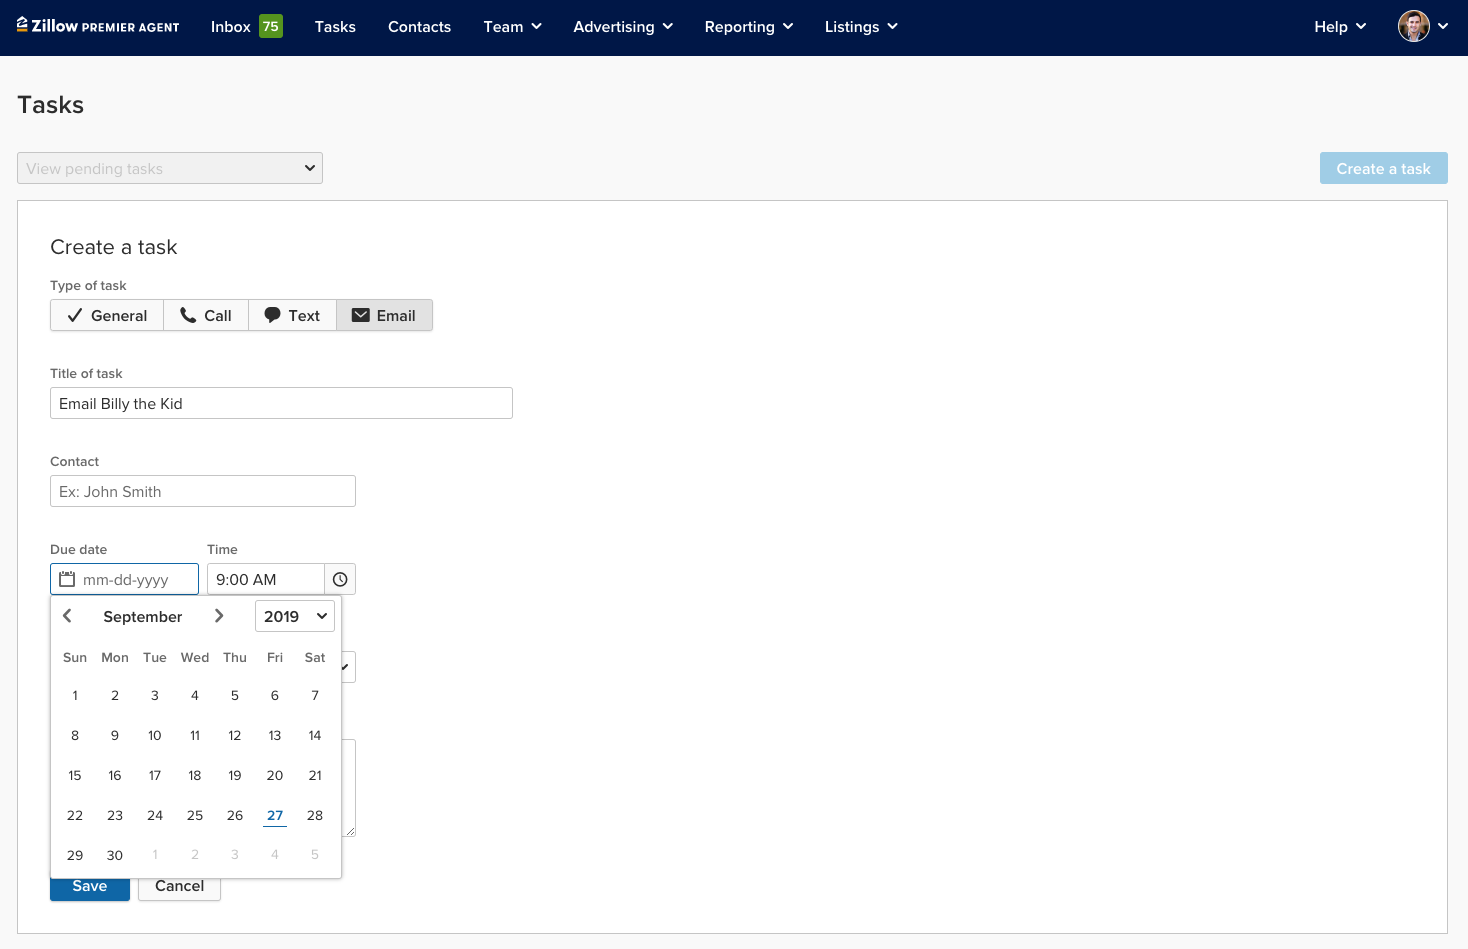 Zillow PREMIER AGENT Inbox 75 Tasks Contacts Team Advertising Reporting Listings Help
Tasks
View pending tasks Create a task
Create a task
Type of task
General Call Text Email
Title of task
Email Billy the Kid
Contact
Ex: John Smith
Due date Time
mm-dd-yyyy 9:00 AM
September 2019
Sun Mon Tue Wed Thu Fri Sat
1 2 3 4 5 6 7
8 9 10 11 12 13 14
15 16 17 18 19 20 21
22 23 24 25 26 27 28
29 30 1 2 3 4 5
Save Cancel